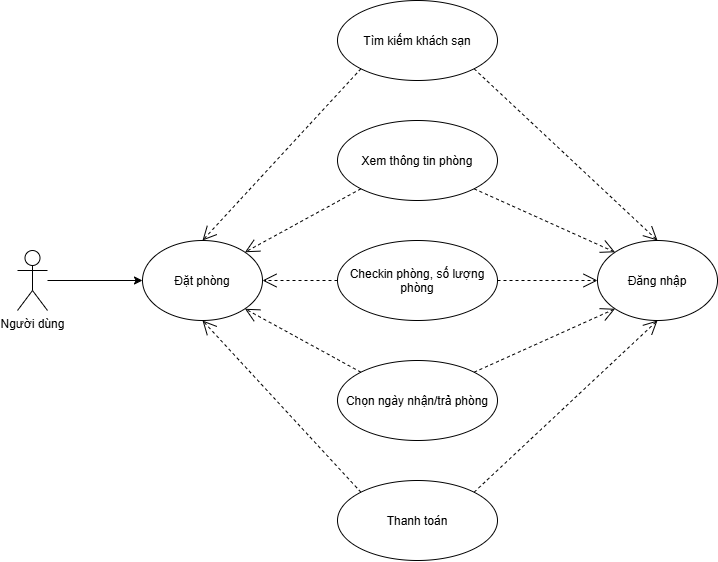 Tìm kiếm khách sạn
Xem thông tin phòng
Đặt phòng
Checkin phòng, số lượng
phòng
Đăng nhập
Người dùng
Chọn ngày nhận/trả phòng
Thanh toán